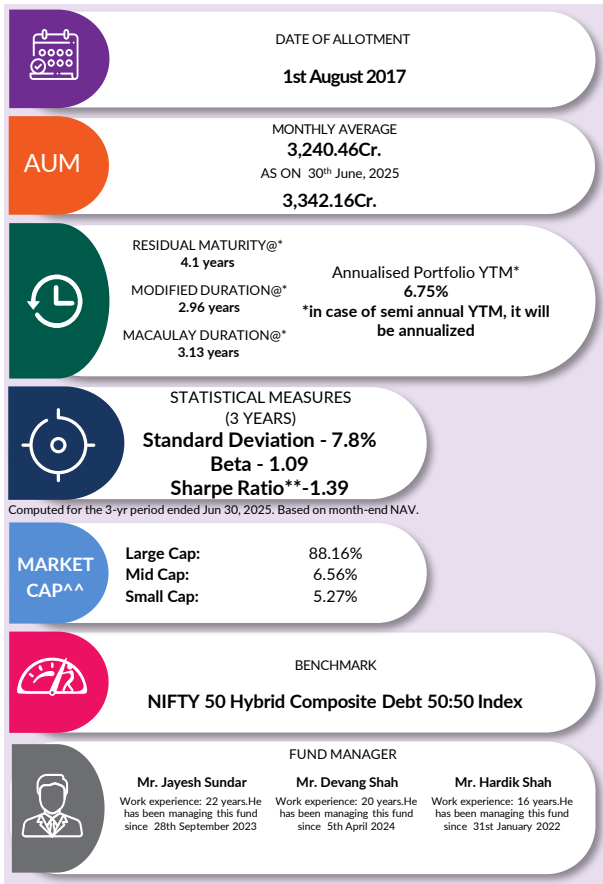 DATE OF ALLOTMENT
1st August 2017
AUM
MONTHLY AVERAGE
3,240.46Cr.
AS ON 30th June, 2025
3,342.16Cr.
RESIDUAL MATURITY@*
4.1 years
MODIFIED DURATION@*
2.96 years
MACAULAY DURATION@*
3.13 years
Annualised Portfolio YTM*
6.75%
*in case of semi annual YTM, it will
be annualized
STATISTICAL MEASURES
(3 YEARS)
Standard Deviation - 7.8%
Beta - 1.09
Sharpe Ratio**-1.39
Computed for the 3-yr period ended Jun 30, 2025. Based on month-end NAV.
MARKET
CAP^^
Large Cap: 88.16%
Mid Cap: 6.56%
Small Cap: 5.27%
BENCHMARK
NIFTY 50 Hybrid Composite Debt 50:50 Index
FUND MANAGER
Mr. Jayesh Sundar
Work experience: 22 years.He
has been managing this fund
since 28th September 2023
Mr. Devang Shah
Work experience: 20 years.He
has been managing this fund
since 5th April 2024
Mr. Hardik Shah
Work experience: 16 years.He
has been managing this fund
since 31st January 2022